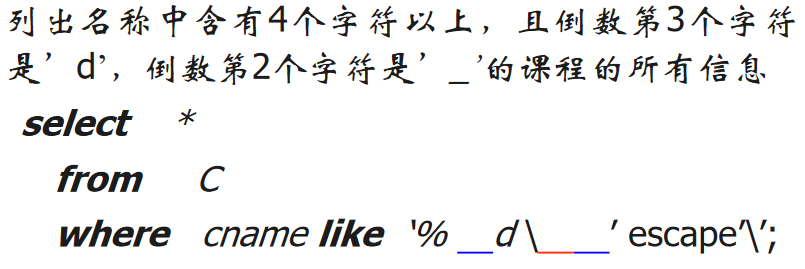 列出名称中含有4个字符以上，且倒数第3个字符
是’d’，倒数第2个字符是’_’的课程的所有信息
select *
from C
where cname like ‘% __d \____’ escape’\’;